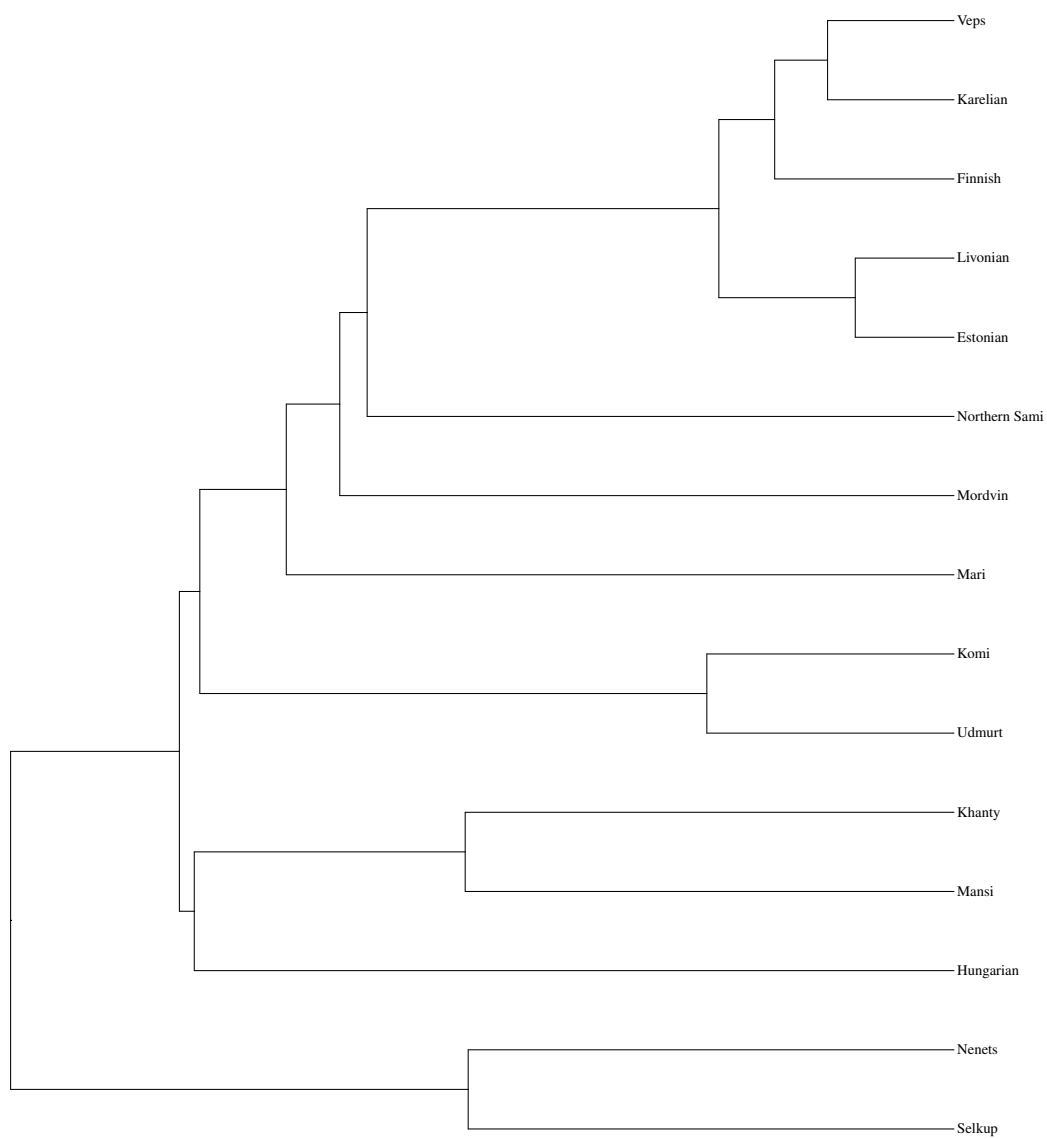 Veps
Karelian
Finnish
Livonian
Estonian
Northern Sami
Mordvin
Mari
Komi
Udmurt
Khanty
Mansi
Hungarian
Nenets
Selkup